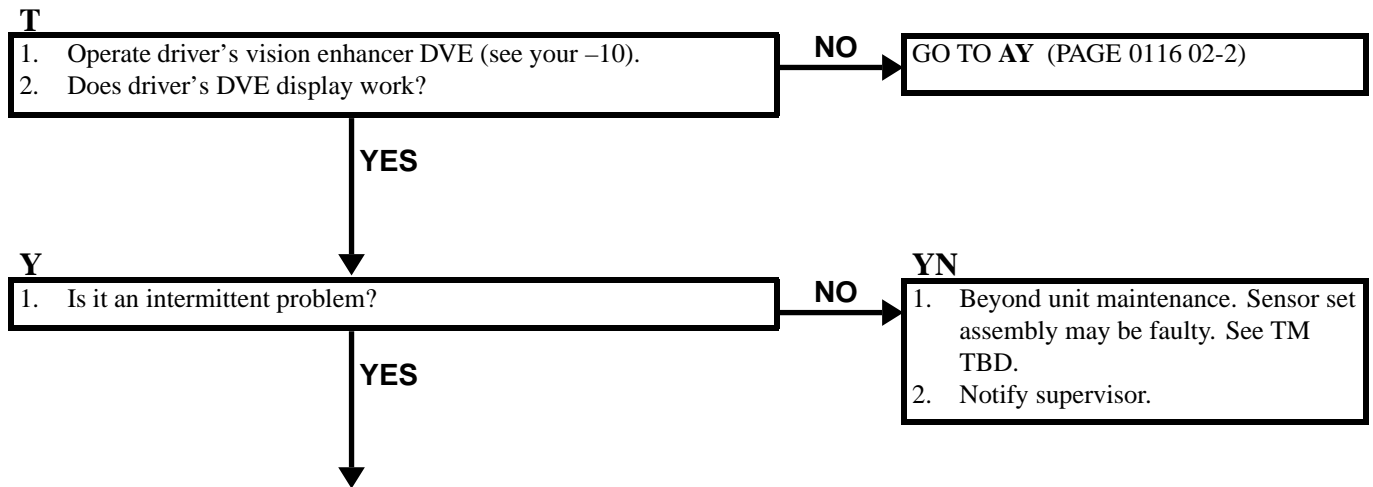 T
1. Operate driver’s vision enhancer DVE (see your –10).
2. Does driver’s DVE display work?
NO
GO TO AY (PAGE 0116 02-2)
YES
Y
1. Is it an intermittent problem?
NO
YN
1. Beyond unit maintenance. Sensor set
assembly may be faulty. See TM
TBD.
2. Notify supervisor.
YES